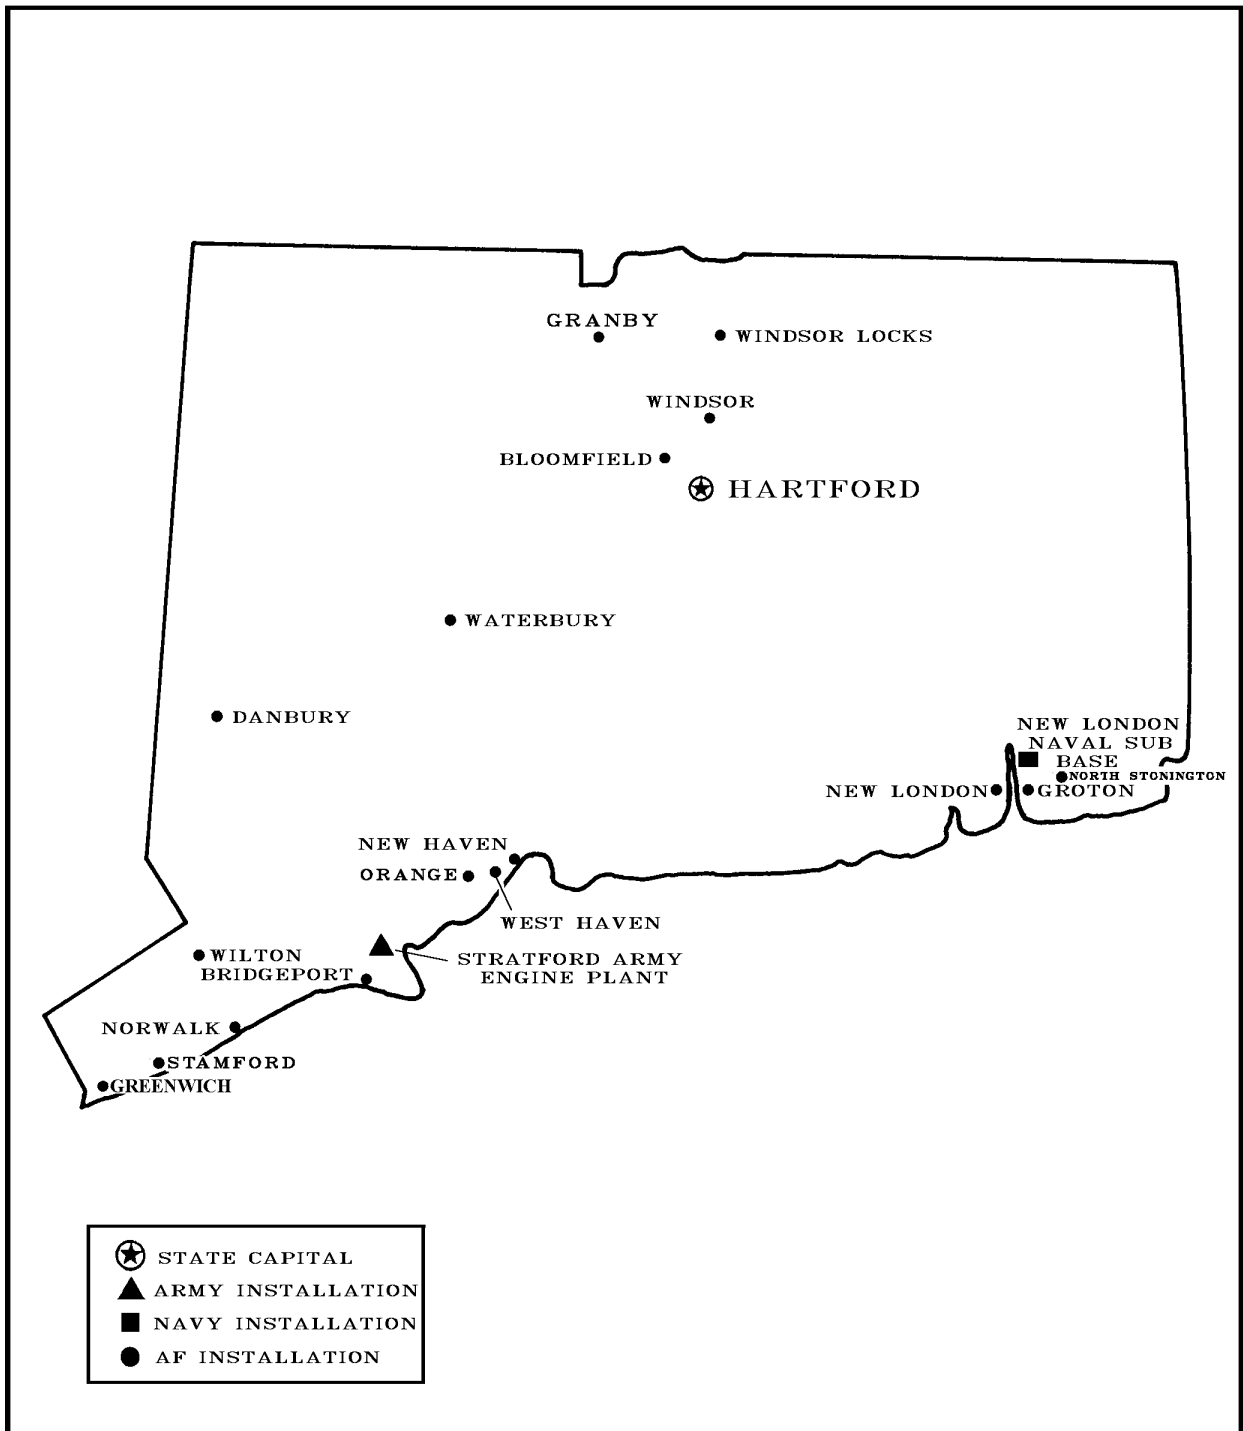 GRANBY
WINDSOR LOCKS
WINDSOR
BLOOMFIELD
HARTFORD
WATERBURY
DANBURY
NEW LONDON
NAVAL SUB
BASE
NORTH STONINGTON
NEW LONDON
GROTON
NEW HAVEN
ORANGE
WEST HAVEN
WILTON
STRATFORD ARMY
ENGINE PLANT
BRIDGEPORT
NORWALK
STAMFORD
GREENWICH
STATE CAPITAL
ARMY INSTALLATION
NAVY INSTALLATION
AF INSTALLATION